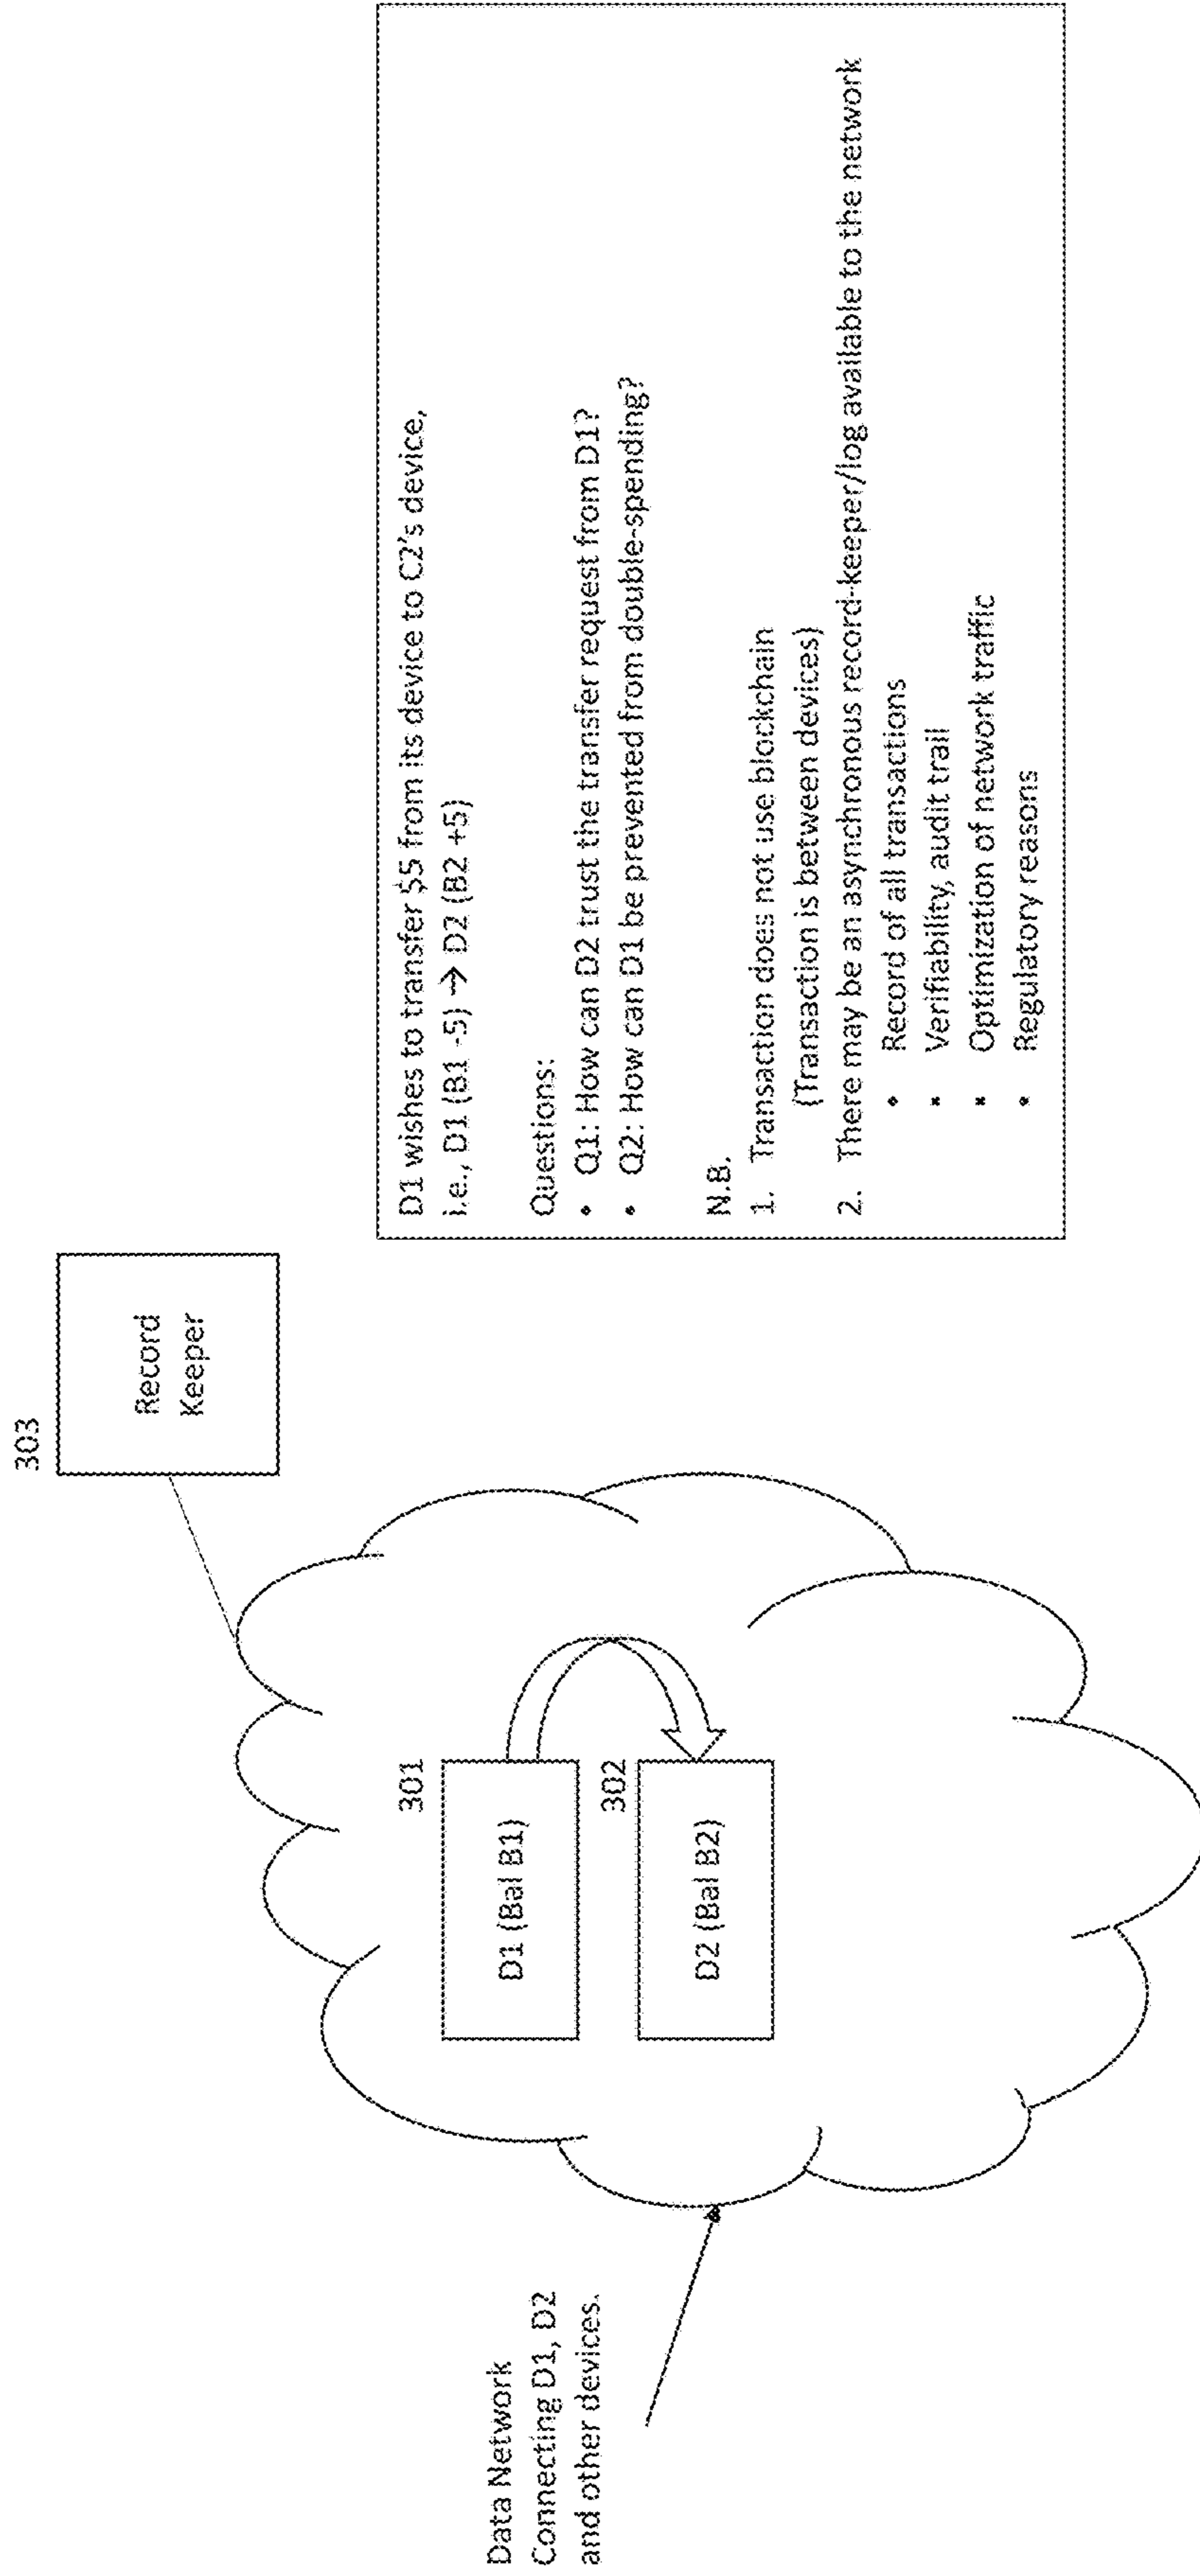 303
Record
Keeper
Data Network
Connecting D1, D2
and other devices.
301
D1 (Bal B1)
302
D2 (Bal B2)
D1 wishes to transfer $5 from its device to C2's device,
i.e., D1 (B1 -5) → D2 (B2 +5)
Questions:
• Q1: How can D2 trust the transfer request from D1?
• Q2: How can D1 be prevented from double-spending?
N.B.
1. Transaction does not use blockchain
(Transaction is between devices)
2. There may be an asynchronous record-keeper/log available to the network
• Record of all transactions
• Verifiability, audit trail
• Optimization of network traffic
• Regulatory reasons